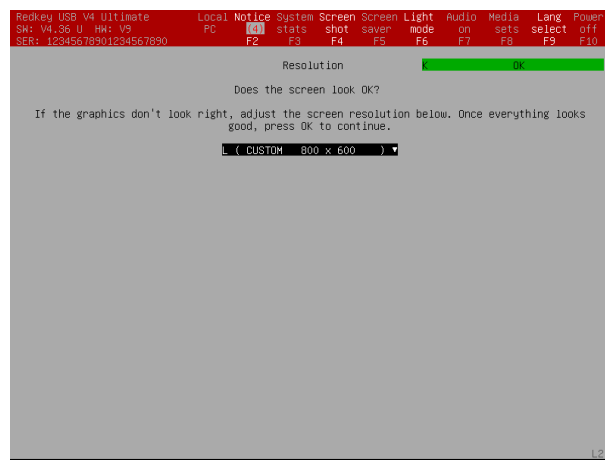 Redkey USB V4 Ultimate Local Notice System Screen Screen Light Audio Media Lang Power
SW: V4.36 U HW: V9 PC (4) stats shot saver mode on sets select off
SER: 12345678901234567890 F2 F3 F4 F5 F6 F7 F8 F9 F10
Resolution K OK
Does the screen look OK?
If the graphics don't look right, adjust the screen resolution below. Once everything looks
good, press OK to continue.
L ( CUSTOM 800 x 600 ) ▼
L2